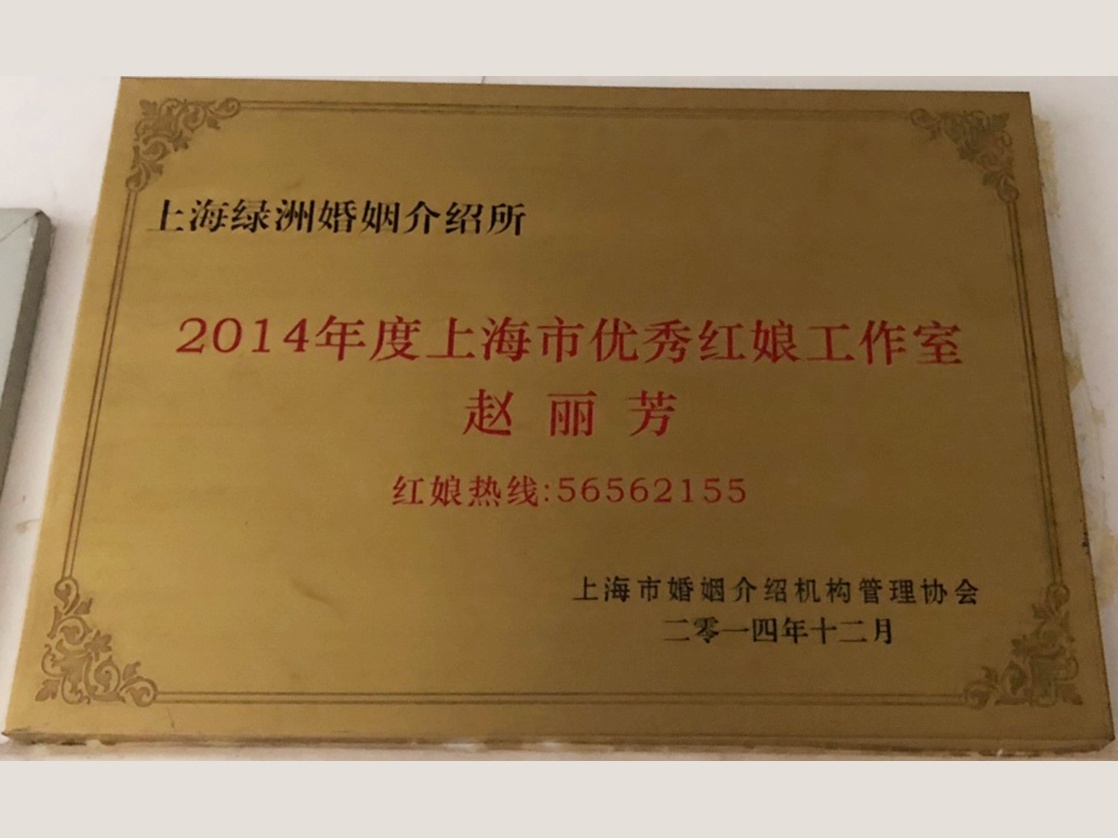 上海绿洲婚姻介绍所
2014年度上海市优秀红娘工作室
赵丽芳
红娘热线:56562155
上海市婚姻介绍机构管理协会
二零一四年十二月